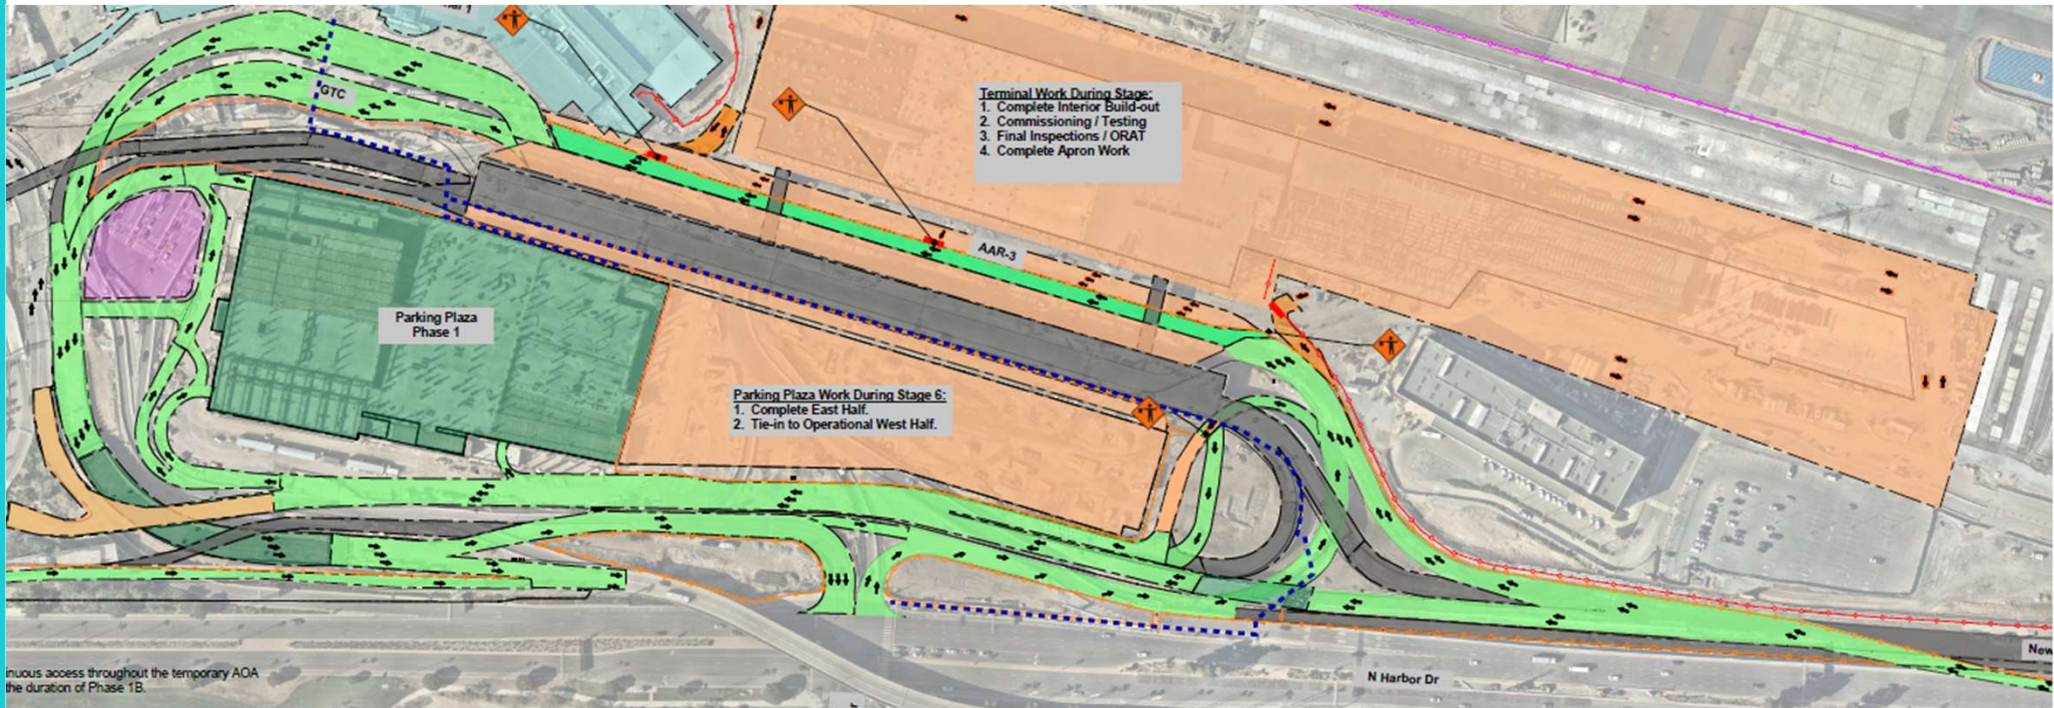 al 1
GTC
Terminal Work During Stage:
1. Complete Interior Build-out
2. Commissioning / Testing
3. Final Inspections / ORAT
4. Complete Apron Work
AAR-3
Parking Plaza
Phase 1
Parking Plaza Work During Stage 6:
1. Complete East Half.
2. Tie-in to Operational West Half.
New
N Harbor Dr
inuous access throughout the temporary AOA
the duration of Phase 1B.